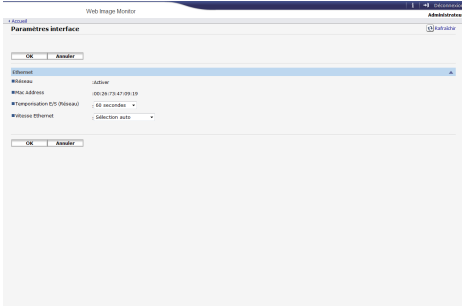 Déconnexion
Web Image Monitor
Administrateu
Accueil
Paramètres interface
Rafraîchir
OK Annuler
Ethernet
Réseau :Activer
Mac Address :00:26:73:47:09:19
Temporisation E/S (Réseau) : 60 secondes
Vitesse Ethernet : Sélection auto
OK Annuler